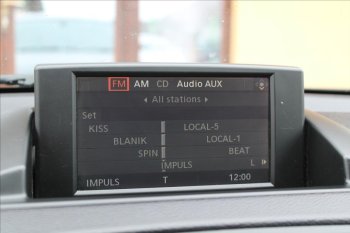 FM AM CD Audio AUX
All stations
Set
KISS LOCAL-5
BLANIK LOCAL-1
SPIN BEAT
IMPULS L
IMPULS T 12:00